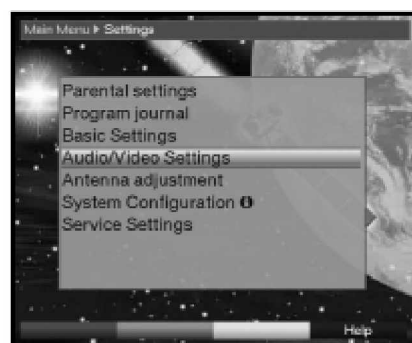 Main Menu ▸ Settings
Parental settings
Program journal
Basic Settings
Audio/Video Settings
Antenna adjustment
System Configuration ❶
Service Settings
Help